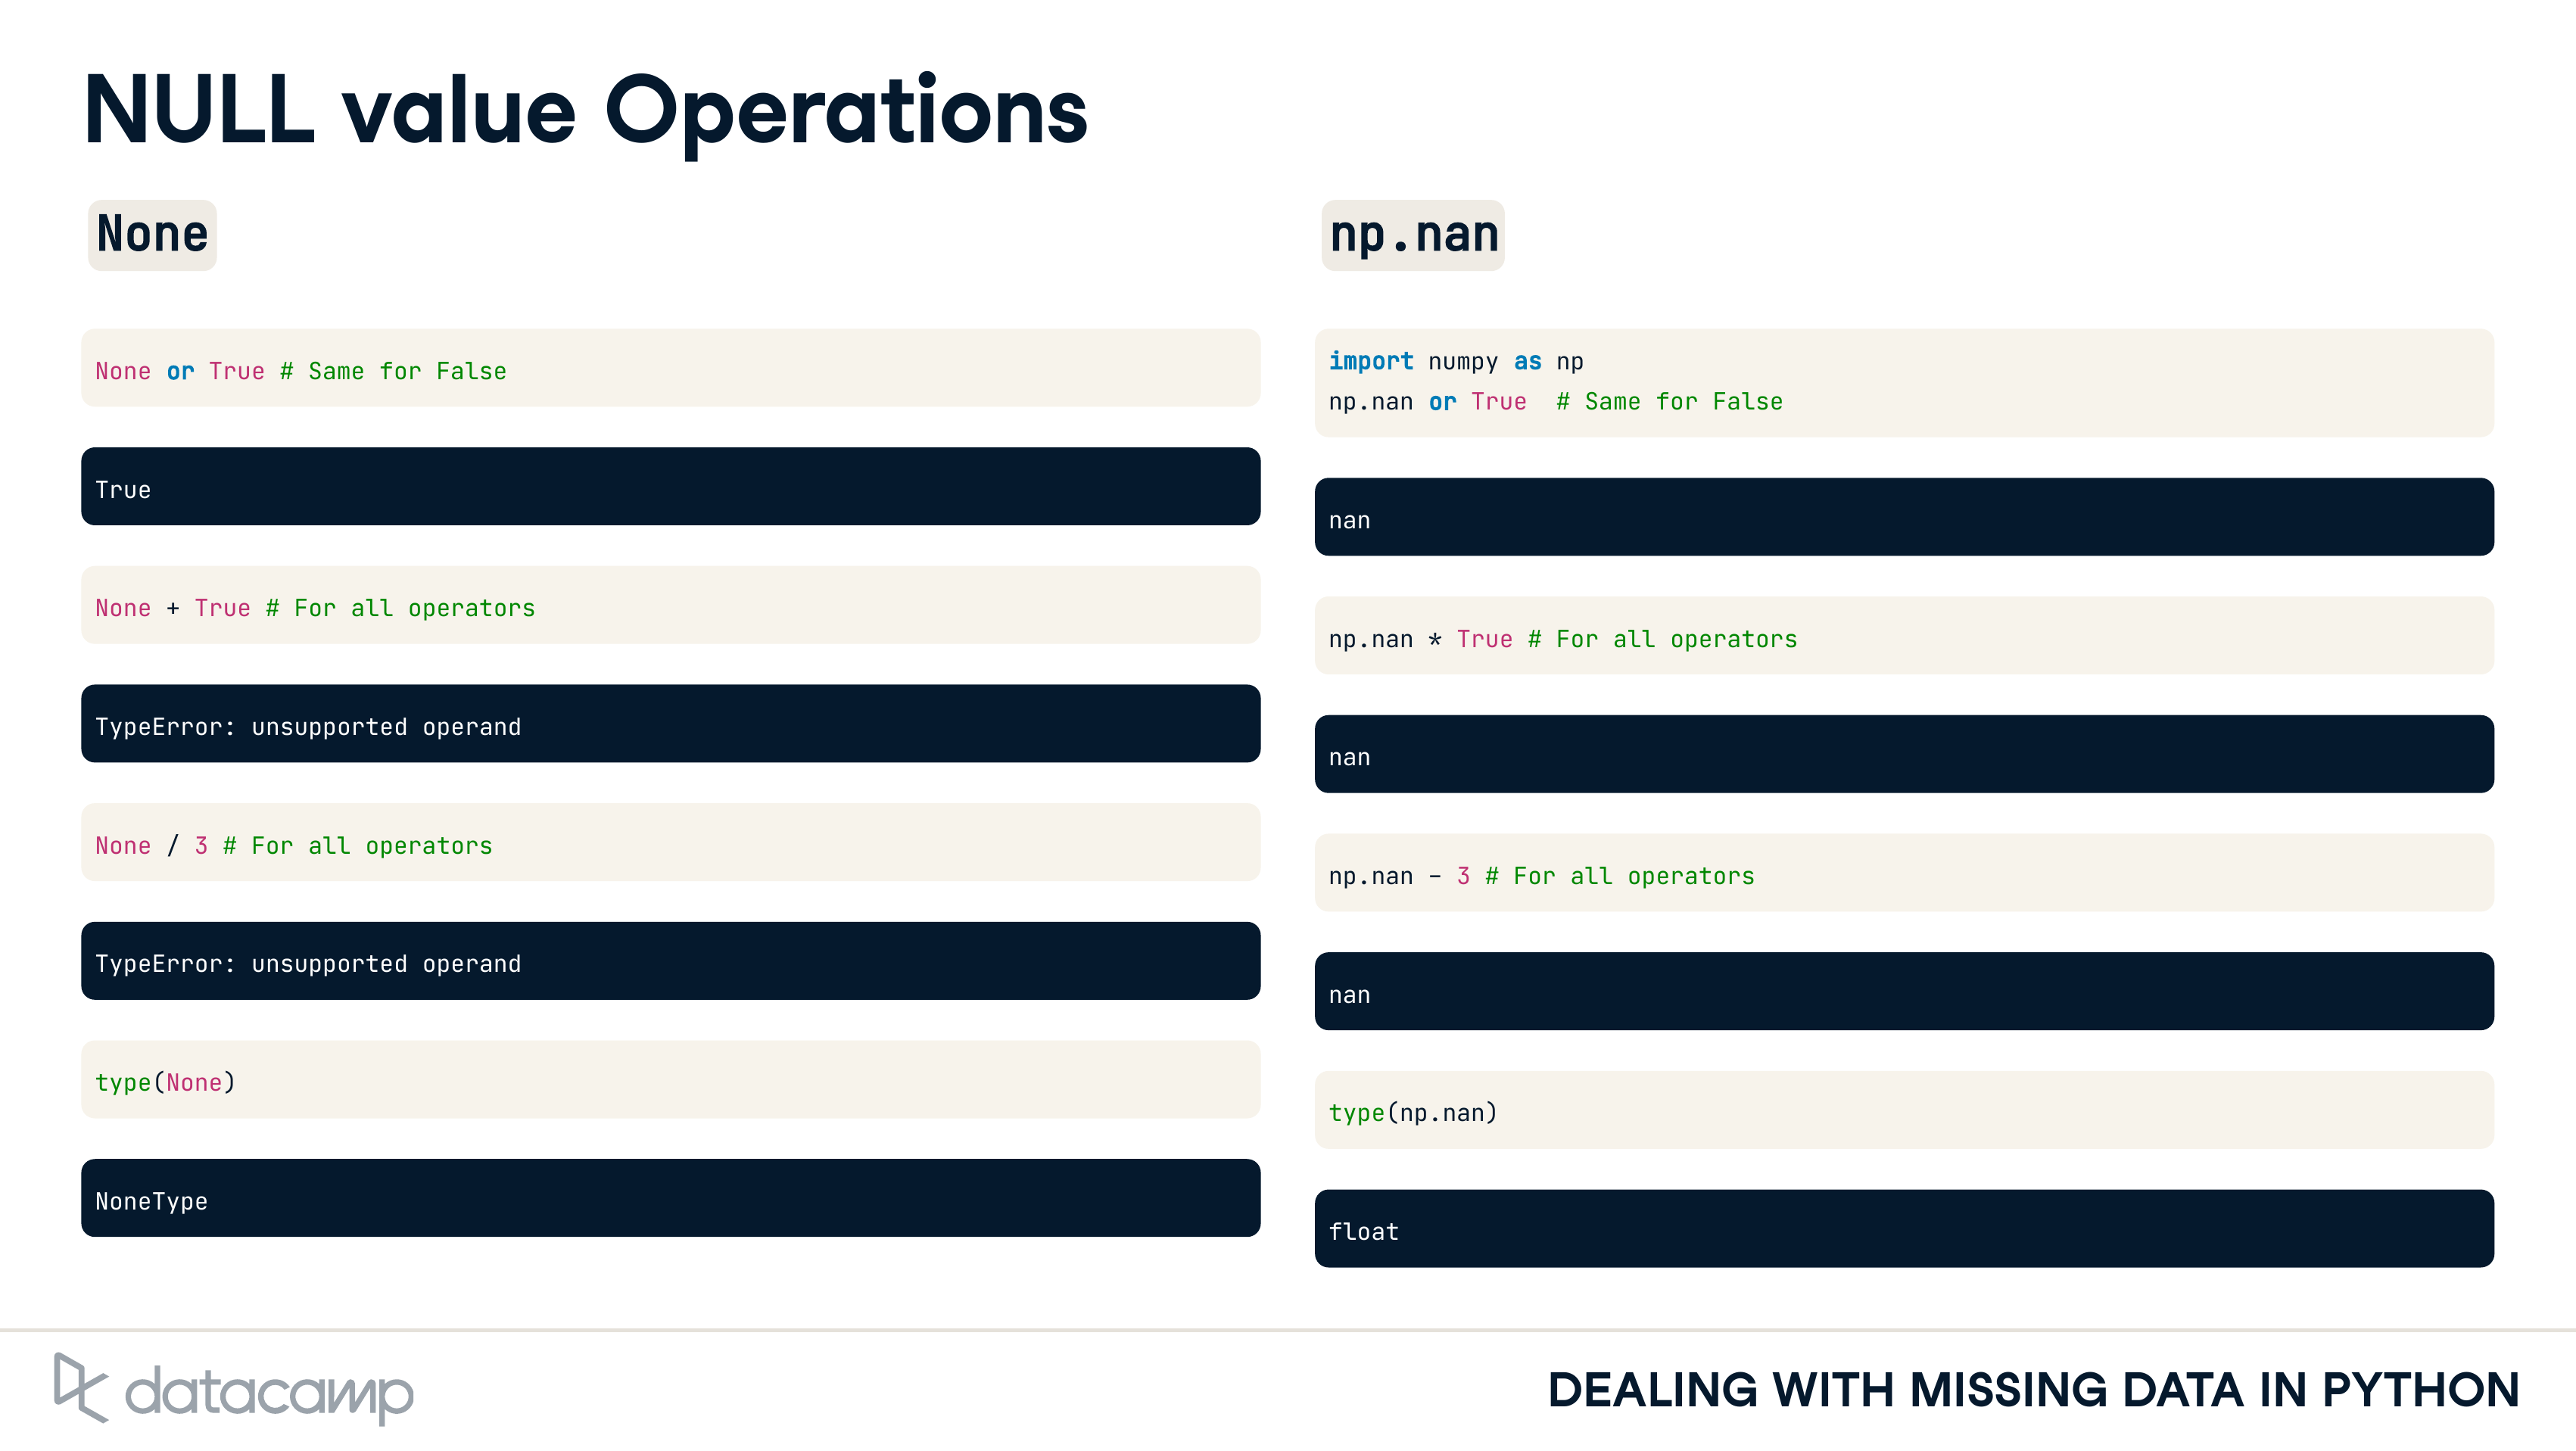 NULL value Operations
None
None or True # Same for False
True
None + True # For all operators
TypeError: unsupported operand
None / 3 # For all operators
TypeError: unsupported operand
type(None)
NoneType
np.nan
import numpy as np
np.nan or True  # Same for False
nan
np.nan * True # For all operators
nan
np.nan - 3 # For all operators
nan
type(np.nan)
float
datacamp
DEALING WITH MISSING DATA IN PYTHON